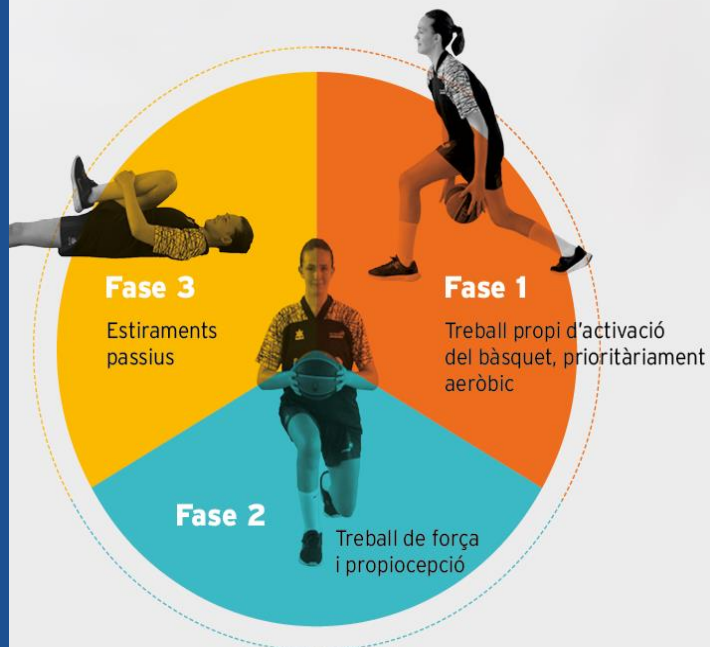 Fase 1
Treball propi d'activació
del bàsquet, prioritàriament
aeròbic
Fase 2
Treball de força
i propiocepció
Fase 3
Estiraments
passius